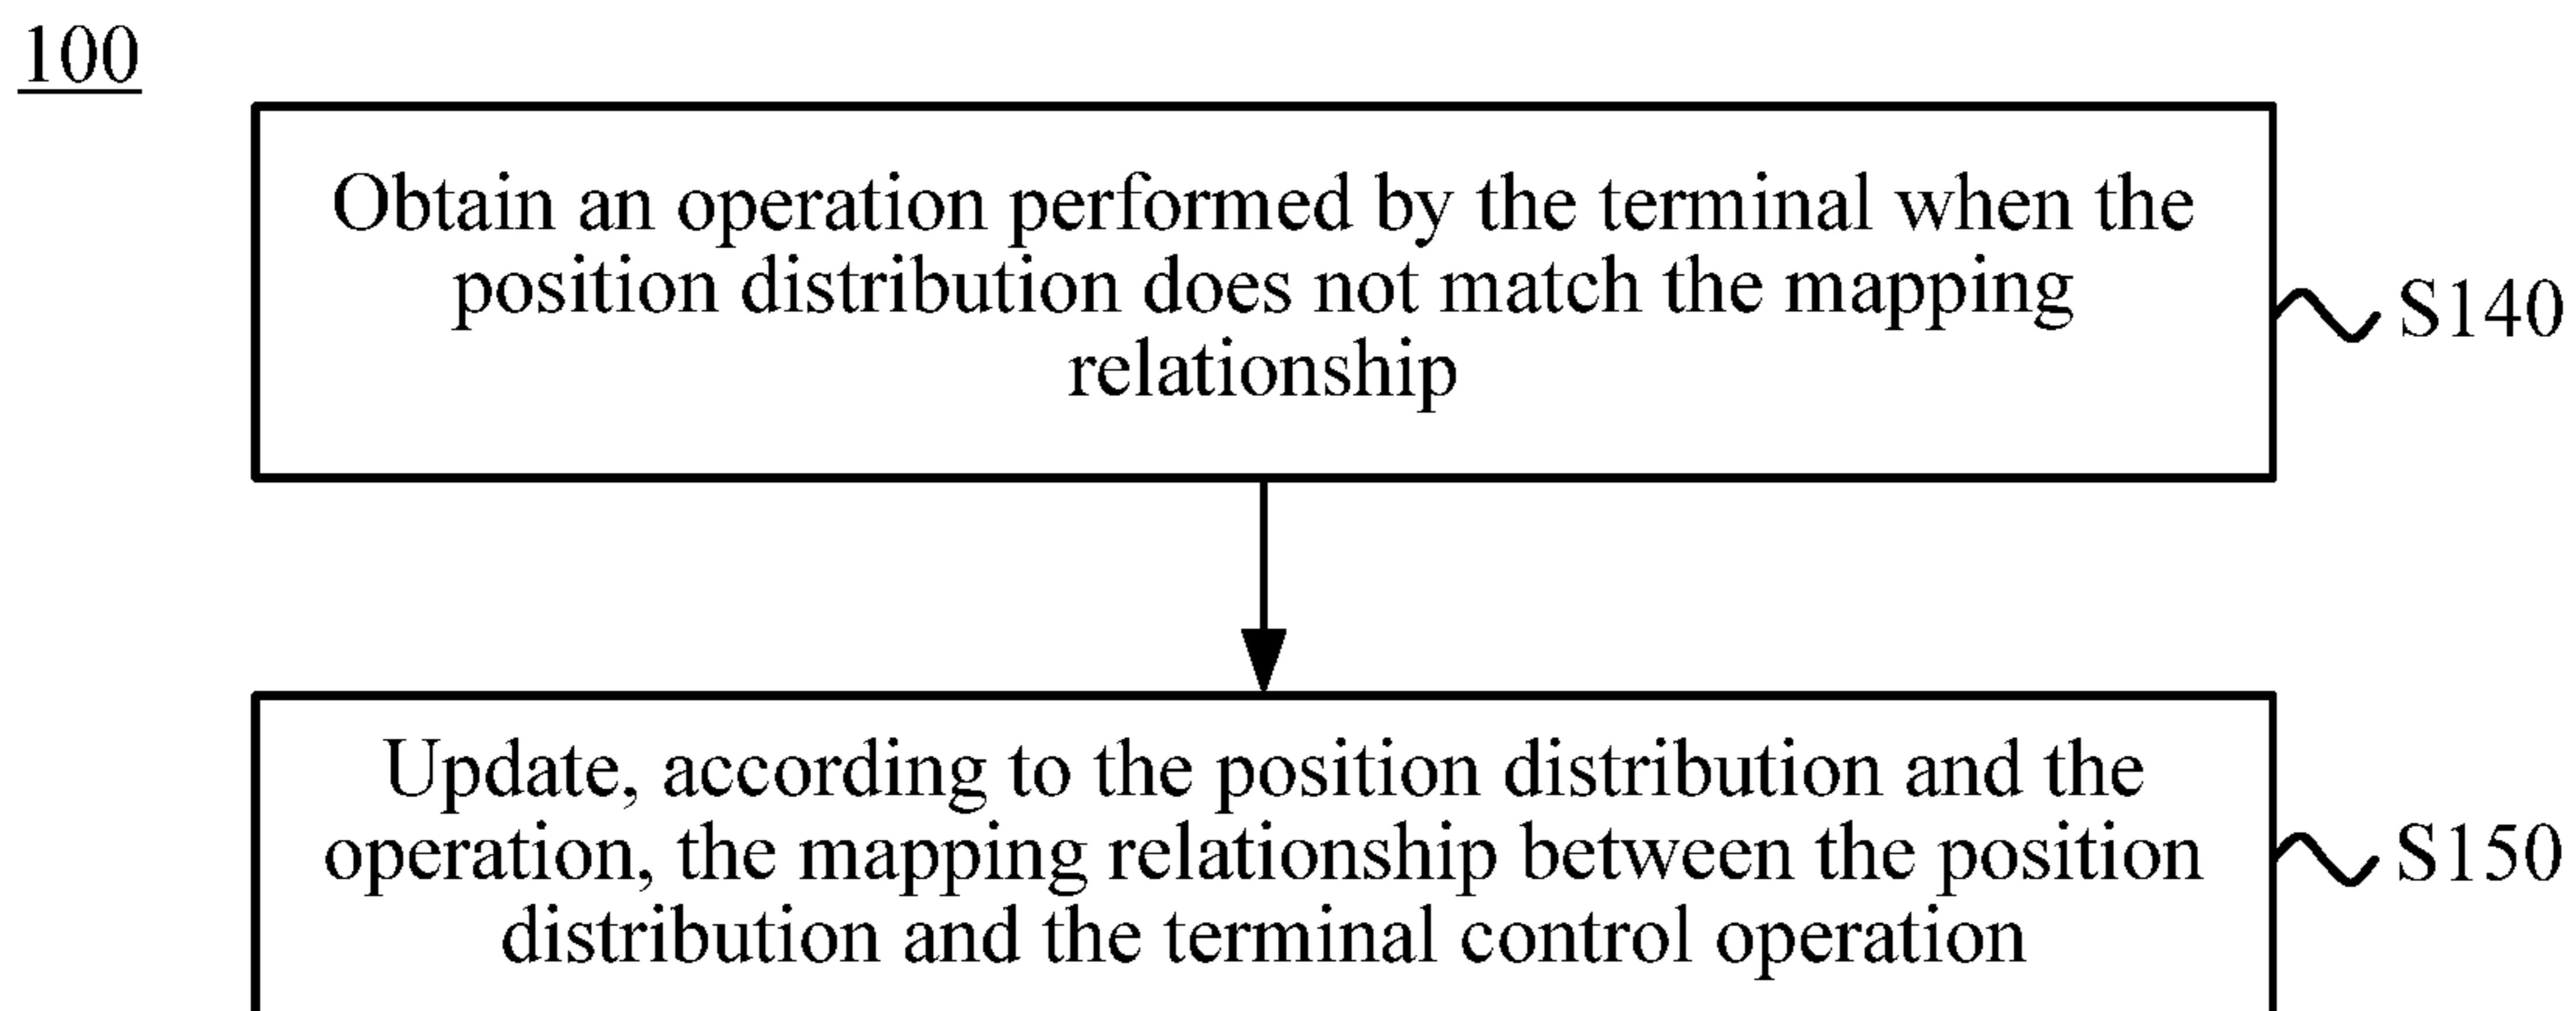 100
Obtain an operation performed by the terminal when the
position distribution does not match the mapping
relationship
S140
Update, according to the position distribution and the
operation, the mapping relationship between the position
distribution and the terminal control operation
S150